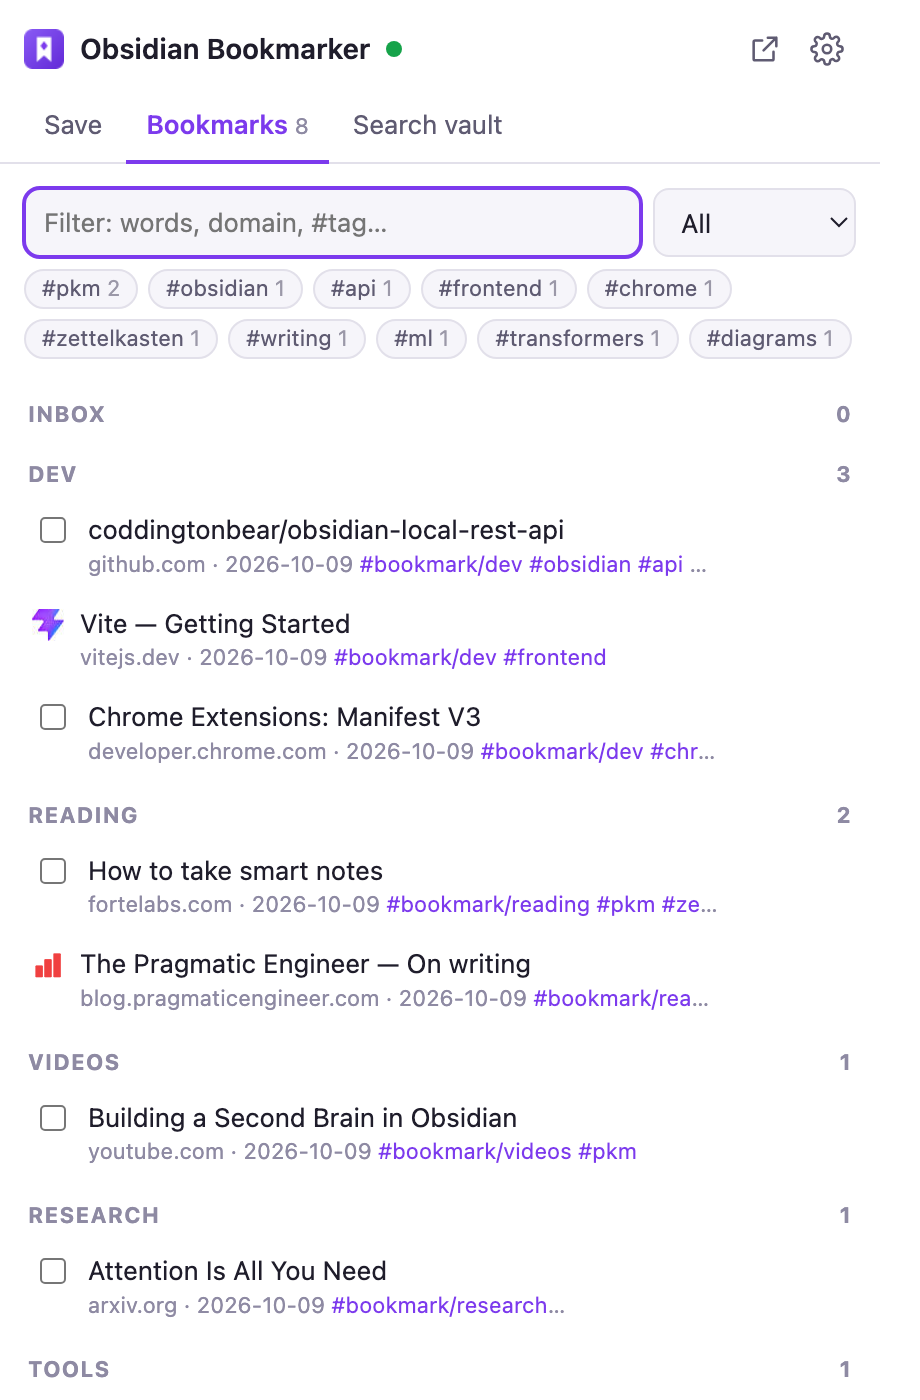 Obsidian Bookmarker
Save
Bookmarks 8
Search vault
Filter: words, domain, #tag...
All
#pkm 2
#obsidian 1
#api 1
#frontend 1
#chrome 1
#zettelkasten 1
#writing 1
#ml 1
#transformers 1
#diagrams 1
INBOX 0
DEV 3
coddingtonbear/obsidian-local-rest-api
github.com · 2026-10-09 #bookmark/dev #obsidian #api ...
Vite — Getting Started
vitejs.dev · 2026-10-09 #bookmark/dev #frontend
Chrome Extensions: Manifest V3
developer.chrome.com · 2026-10-09 #bookmark/dev #chr...
READING 2
How to take smart notes
fortelabs.com · 2026-10-09 #bookmark/reading #pkm #ze...
The Pragmatic Engineer — On writing
blog.pragmaticengineer.com · 2026-10-09 #bookmark/rea...
VIDEOS 1
Building a Second Brain in Obsidian
youtube.com · 2026-10-09 #bookmark/videos #pkm
RESEARCH 1
Attention Is All You Need
arxiv.org · 2026-10-09 #bookmark/research...
TOOLS 1